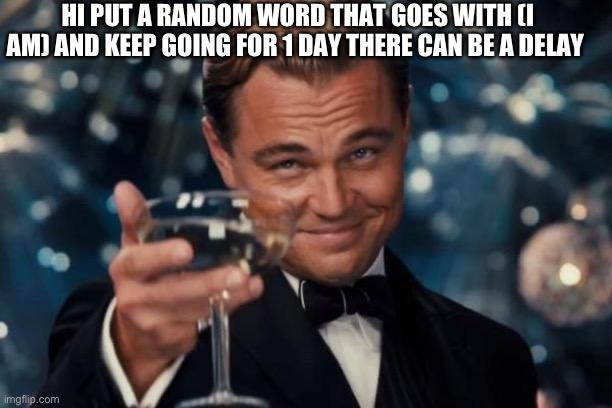 HI PUT A RANDOM WORD THAT GOES WITH (I
AM) AND KEEP GOING FOR 1 DAY THERE CAN BE A DELAY
imgflip.com